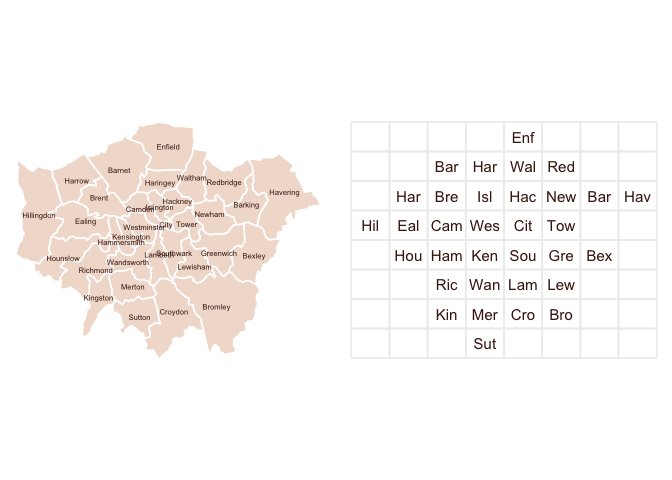 Enfield
Barnet
Haringey
Waltham
Redbridge
Harrow
Havering
Brent
Hackney
Barking
Camden
Islington
Hillingdon
Newham
Ealing
Westminster
City
Tower
Kensington
Hammersmith
Hounslow
Lambeth
Southwark
Greenwich
Bexley
Wandsworth
Lewisham
Richmond
Merton
Kingston
Bromley
Croydon
Sutton
Enf
Bar Har Wal Red
Har Bre Isl Hac New Bar Hav
Hil Eal Cam Wes Cit Tow
Hou Ham Ken Sou Gre Bex
Ric Wan Lam Lew
Kin Mer Cro Bro
Sut